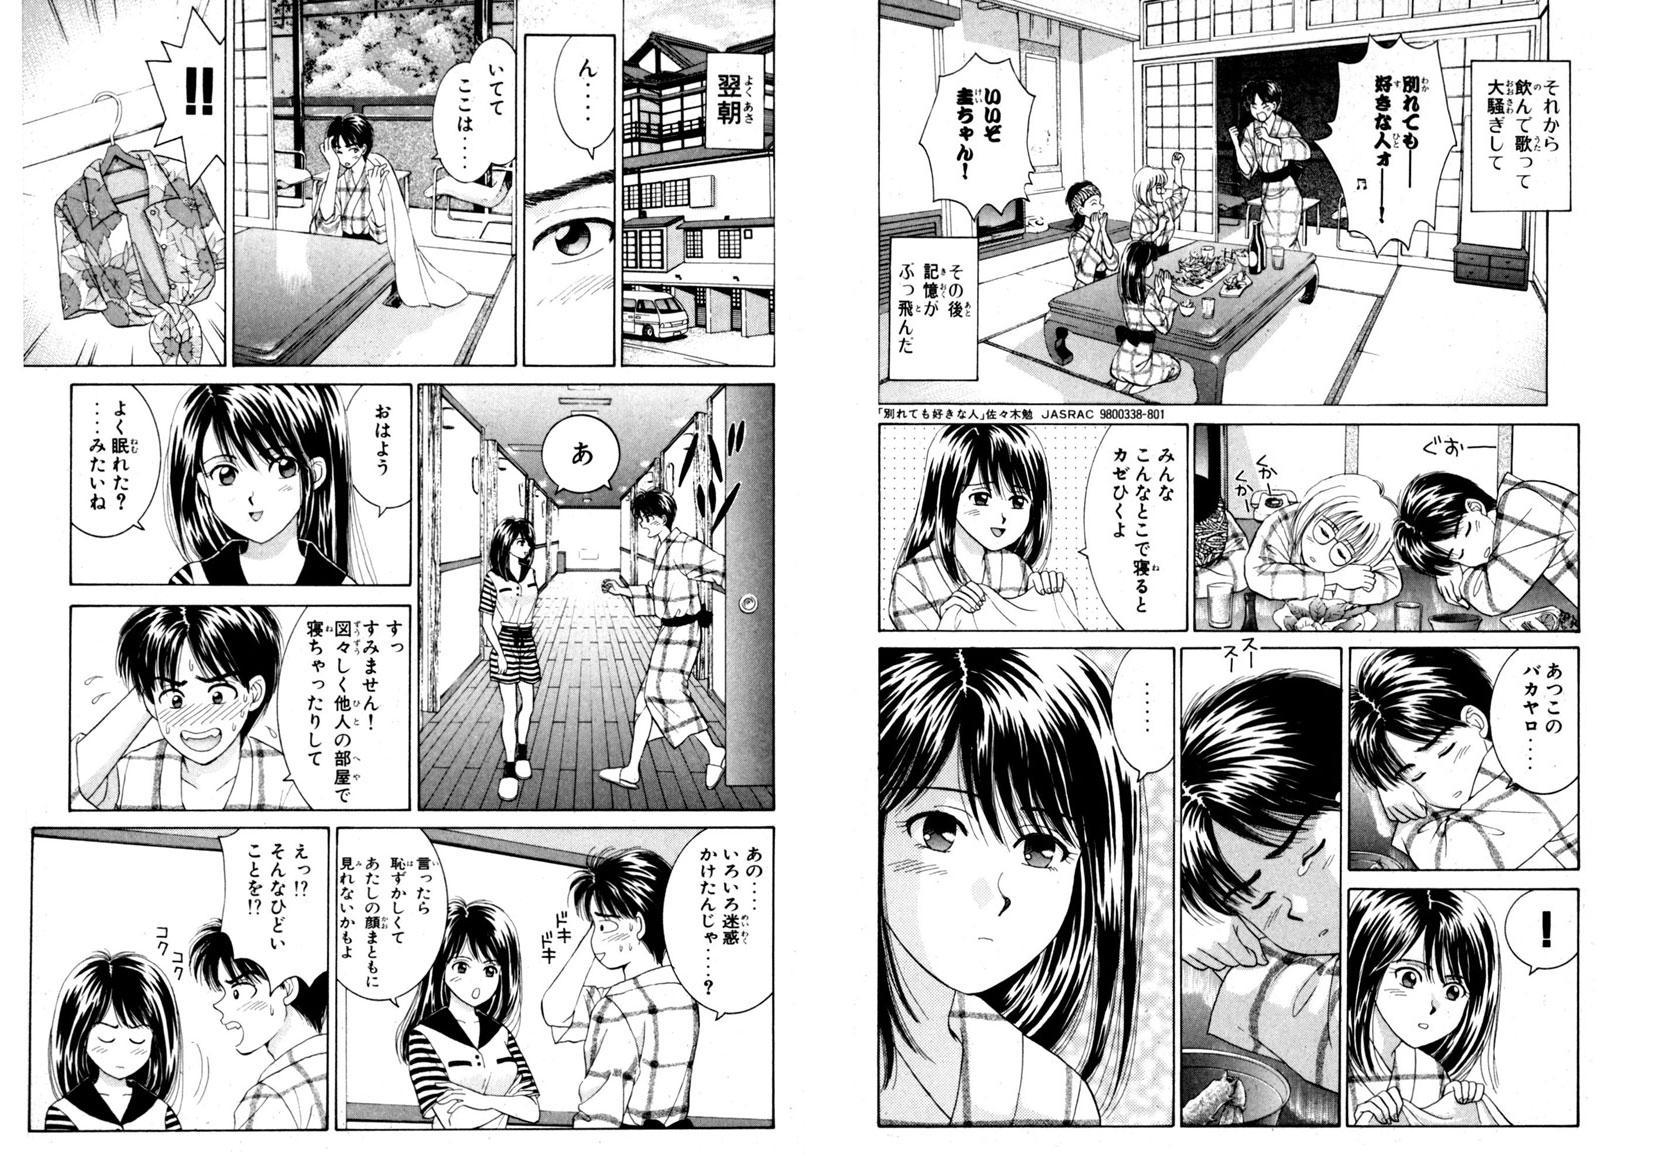 それから
飲んで歌って
大騒ぎして
別れても——
好きな人ォ——！
いいぞ
圭ちゃん！
その後
記憶が
ぶっ飛んだ
「別れても好きな人」佐々木勉 JASRAC 9800338-801
ぐおー
くか
くか
みんな
こんなとこで寝ると
カゼひくよ
あつこの
バカヤロ・・・・
！
スースー
・・・・・・
翌朝
ん・・・・
いてて
ここは・・・・
!!
あ
おはよう
よく眠れた？
・・・・みたいね
すっ
すみません！
図々しく他人の部屋で
寝ちゃったりして
あの・・・・
いろいろ迷惑
かけたんじゃ・・・・？
ドキ
ドキ
言ったら
恥ずかしくて
あたしの顔まともに
見れないかもよ
えっ!?
そんなひどい
ことを!?
コク
コク